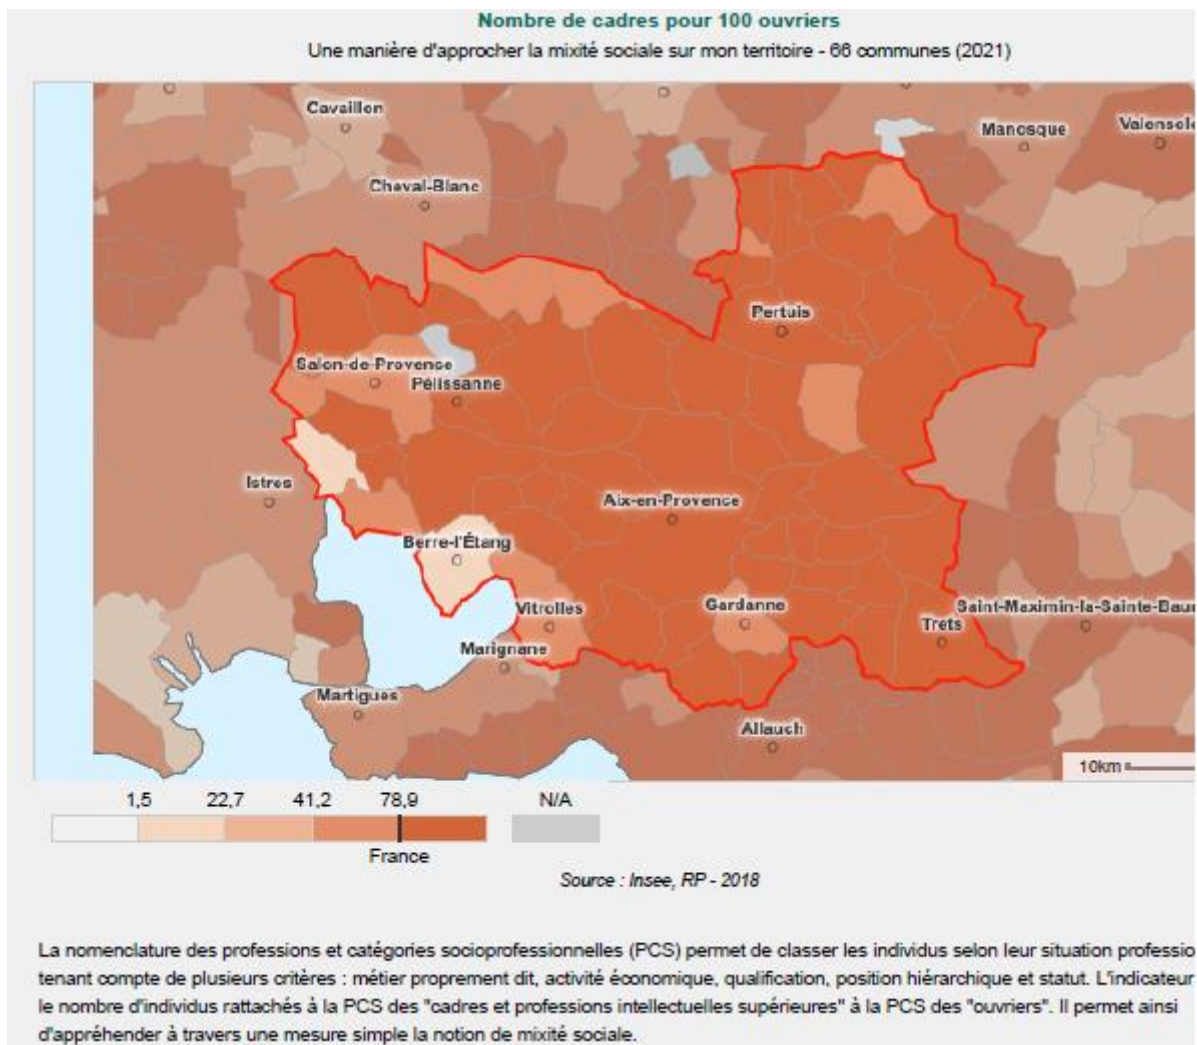 Nombre de cadres pour 100 ouvriers
Une manière d'approcher la mixité sociale sur mon territoire - 66 communes (2021)
Cavaillon
Manosque
Valensole
Cheval-Blanc
Pertuis
Salon-de-Provence
Pélissanne
Istres
Aix-en-Provence
Berre-l'Étang
Vitrolles
Gardanne
Saint-Maximin-la-Sainte-Baum
Trets
Marignane
Martigues
Allauch
10km
1,5 22,7 41,2 78,9 N/A
France
Source : Insee, RP - 2018
La nomenclature des professions et catégories socioprofessionnelles (PCS) permet de classer les individus selon leur situation professio
tenant compte de plusieurs critères : métier proprement dit, activité économique, qualification, position hiérarchique et statut. L'indicateur
le nombre d'individus rattachés à la PCS des "cadres et professions intellectuelles supérieures" à la PCS des "ouvriers". Il permet ainsi
d'appréhender à travers une mesure simple la notion de mixité sociale.